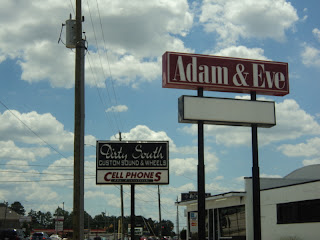 Adam & Eve
Dirty South
CUSTOM SOUND & WHEELS
CELL PHONES